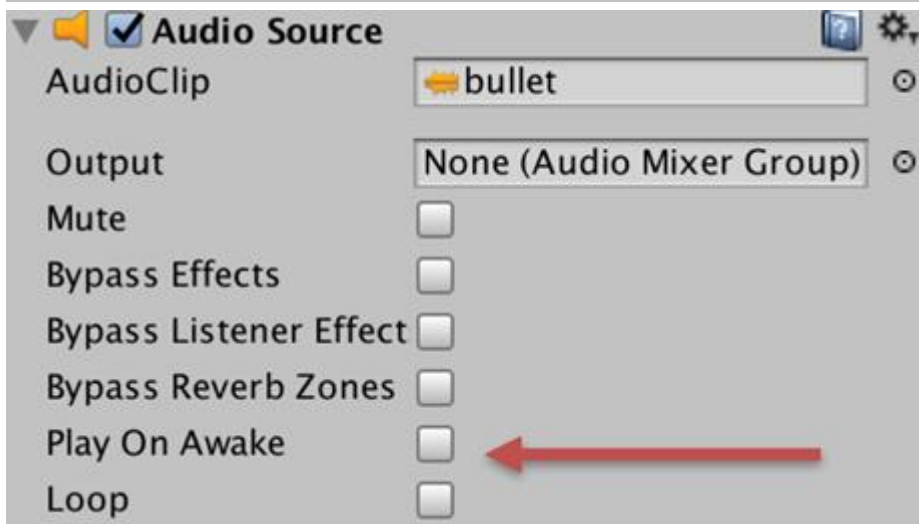 Audio Source
AudioClip bullet
Output None (Audio Mixer Group)
Mute
Bypass Effects
Bypass Listener Effect
Bypass Reverb Zones
Play On Awake
Loop